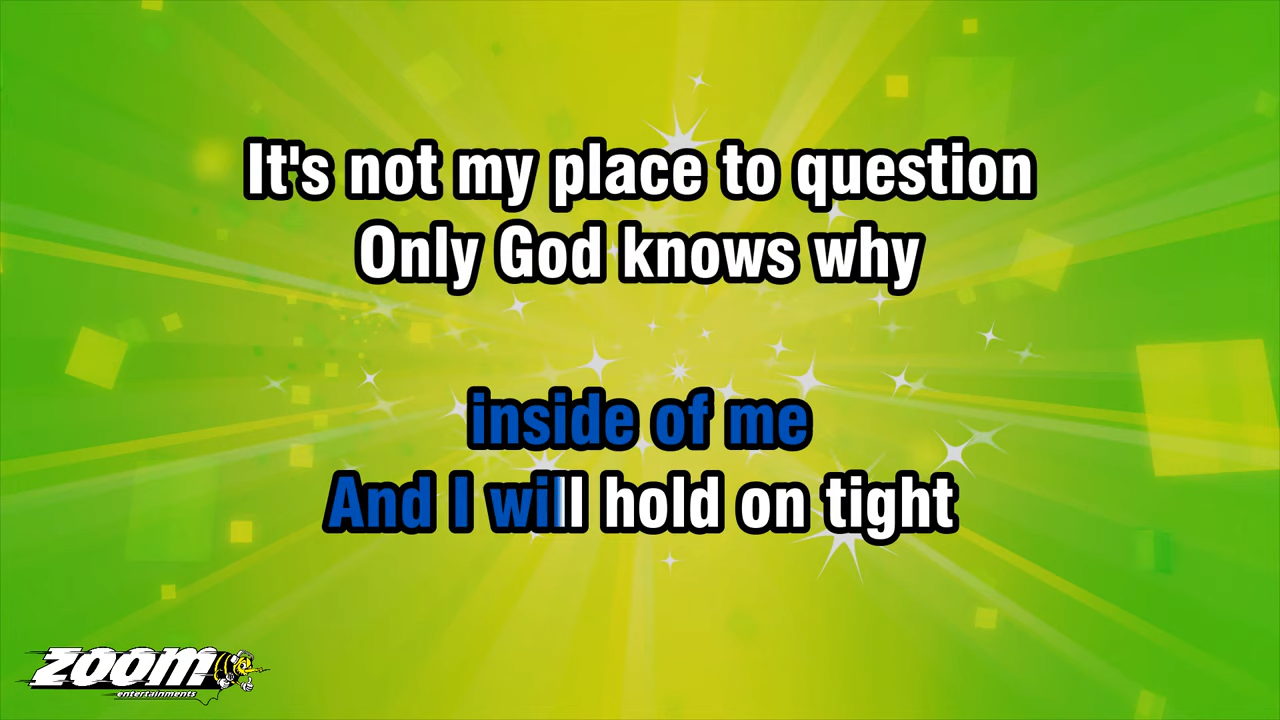 It's not my place to question
Only God knows why
inside of me
And I will hold on tight
ZOOM
entertainments